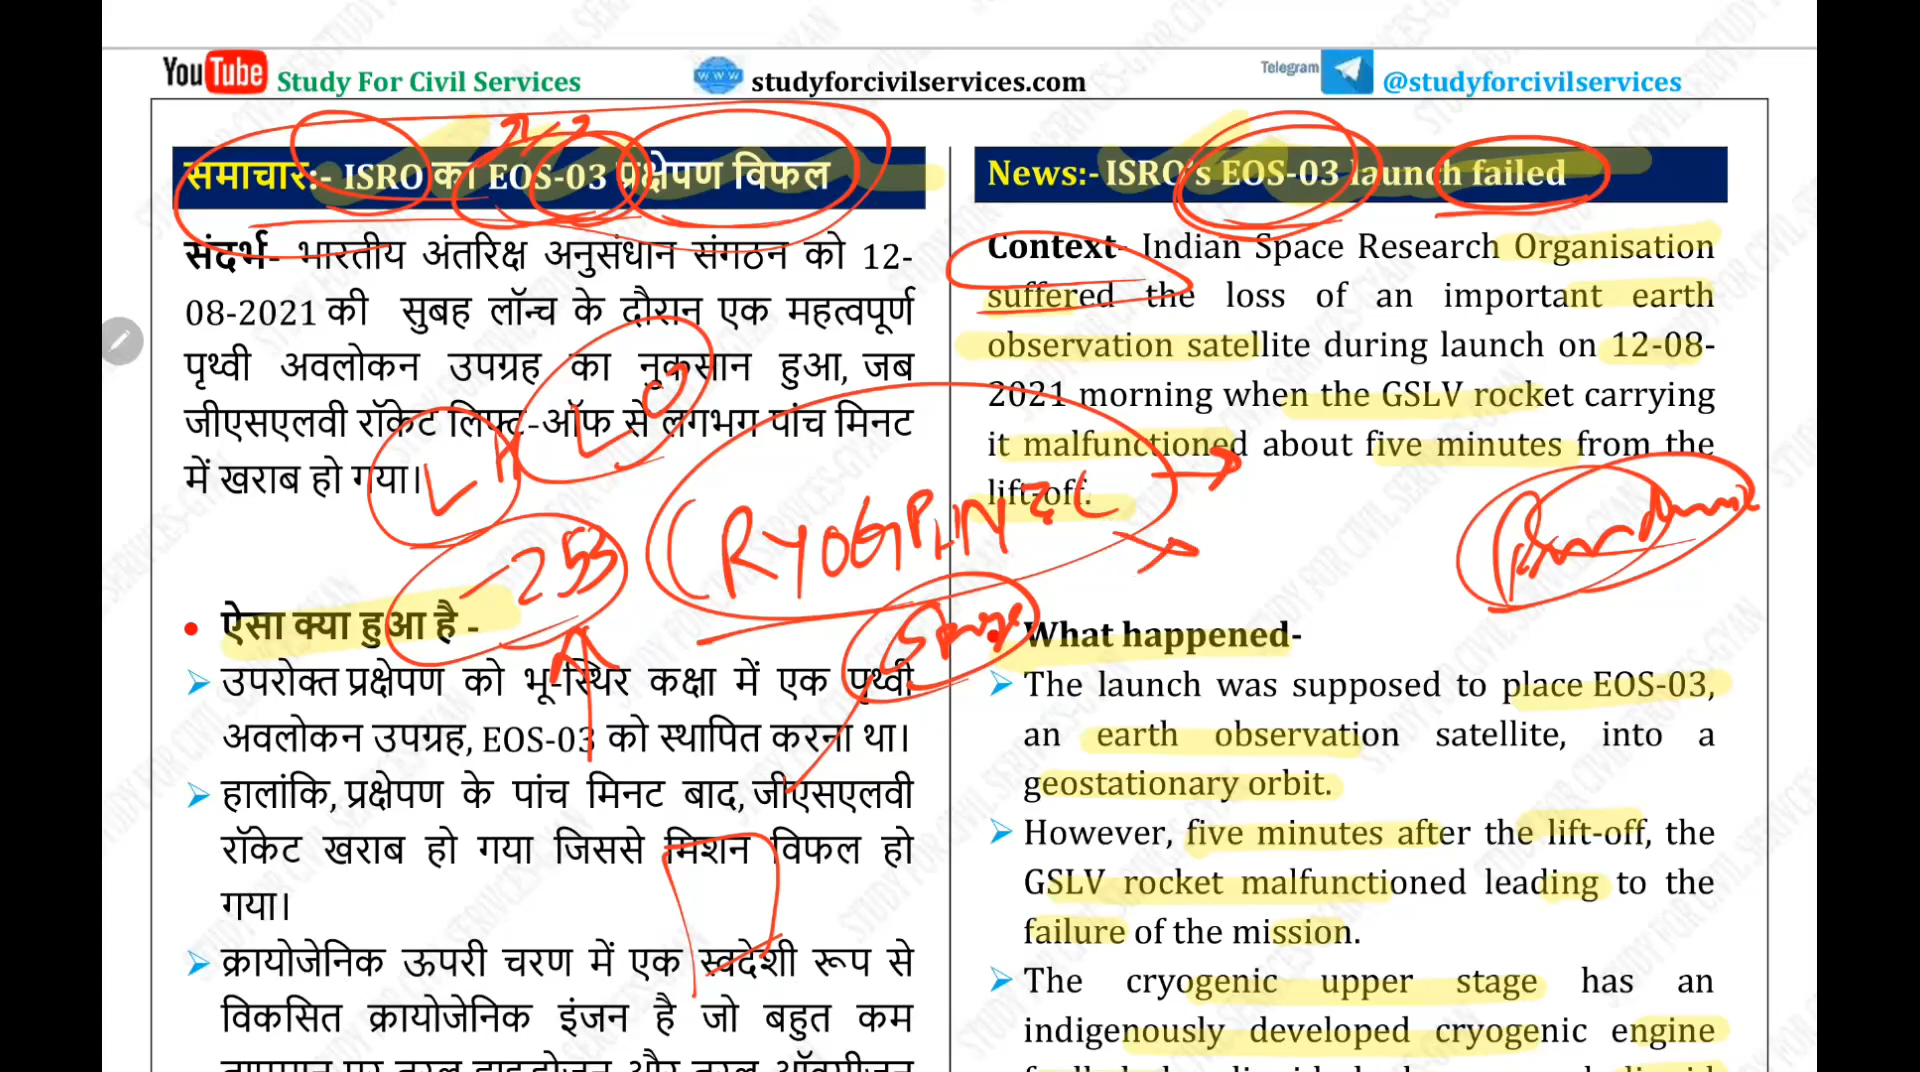 YouTube Study For Civil Services
www studyforcivilservices.com
Telegram @studyforcivilservices
समाचार:- ISRO का EOS-03 प्रक्षेपण विफल
संदर्भ- भारतीय अंतरिक्ष अनुसंधान संगठन को 12-
08-2021 की सुबह लॉन्च के दौरान एक महत्वपूर्ण
पृथ्वी अवलोकन उपग्रह का नुकसान हुआ, जब
जीएसएलवी रॉकेट लिफ्ट-ऑफ से लगभग पांच मिनट
में खराब हो गया।
LH
LO
-253
• ऐसा क्या हुआ है -
उपरोक्त प्रक्षेपण को भू-स्थिर कक्षा में एक पृथ्वी
अवलोकन उपग्रह, EOS-03 को स्थापित करना था।
हालांकि, प्रक्षेपण के पांच मिनट बाद, जीएसएलवी
रॉकेट खराब हो गया जिससे मिशन विफल हो
गया।
क्रायोजेनिक ऊपरी चरण में एक स्वदेशी रूप से
विकसित क्रायोजेनिक इंजन है जो बहुत कम
News:- ISRO's EOS-03 launch failed
Context- Indian Space Research Organisation
suffered the loss of an important earth
observation satellite during launch on 12-08-
2021 morning when the GSLV rocket carrying
it malfunctioned about five minutes from the
lift-off.
• What happened-
The launch was supposed to place EOS-03,
an earth observation satellite, into a
geostationary orbit.
However, five minutes after the lift-off, the
GSLV rocket malfunctioned leading to the
failure of the mission.
The cryogenic upper stage has an
indigenously developed cryogenic engine